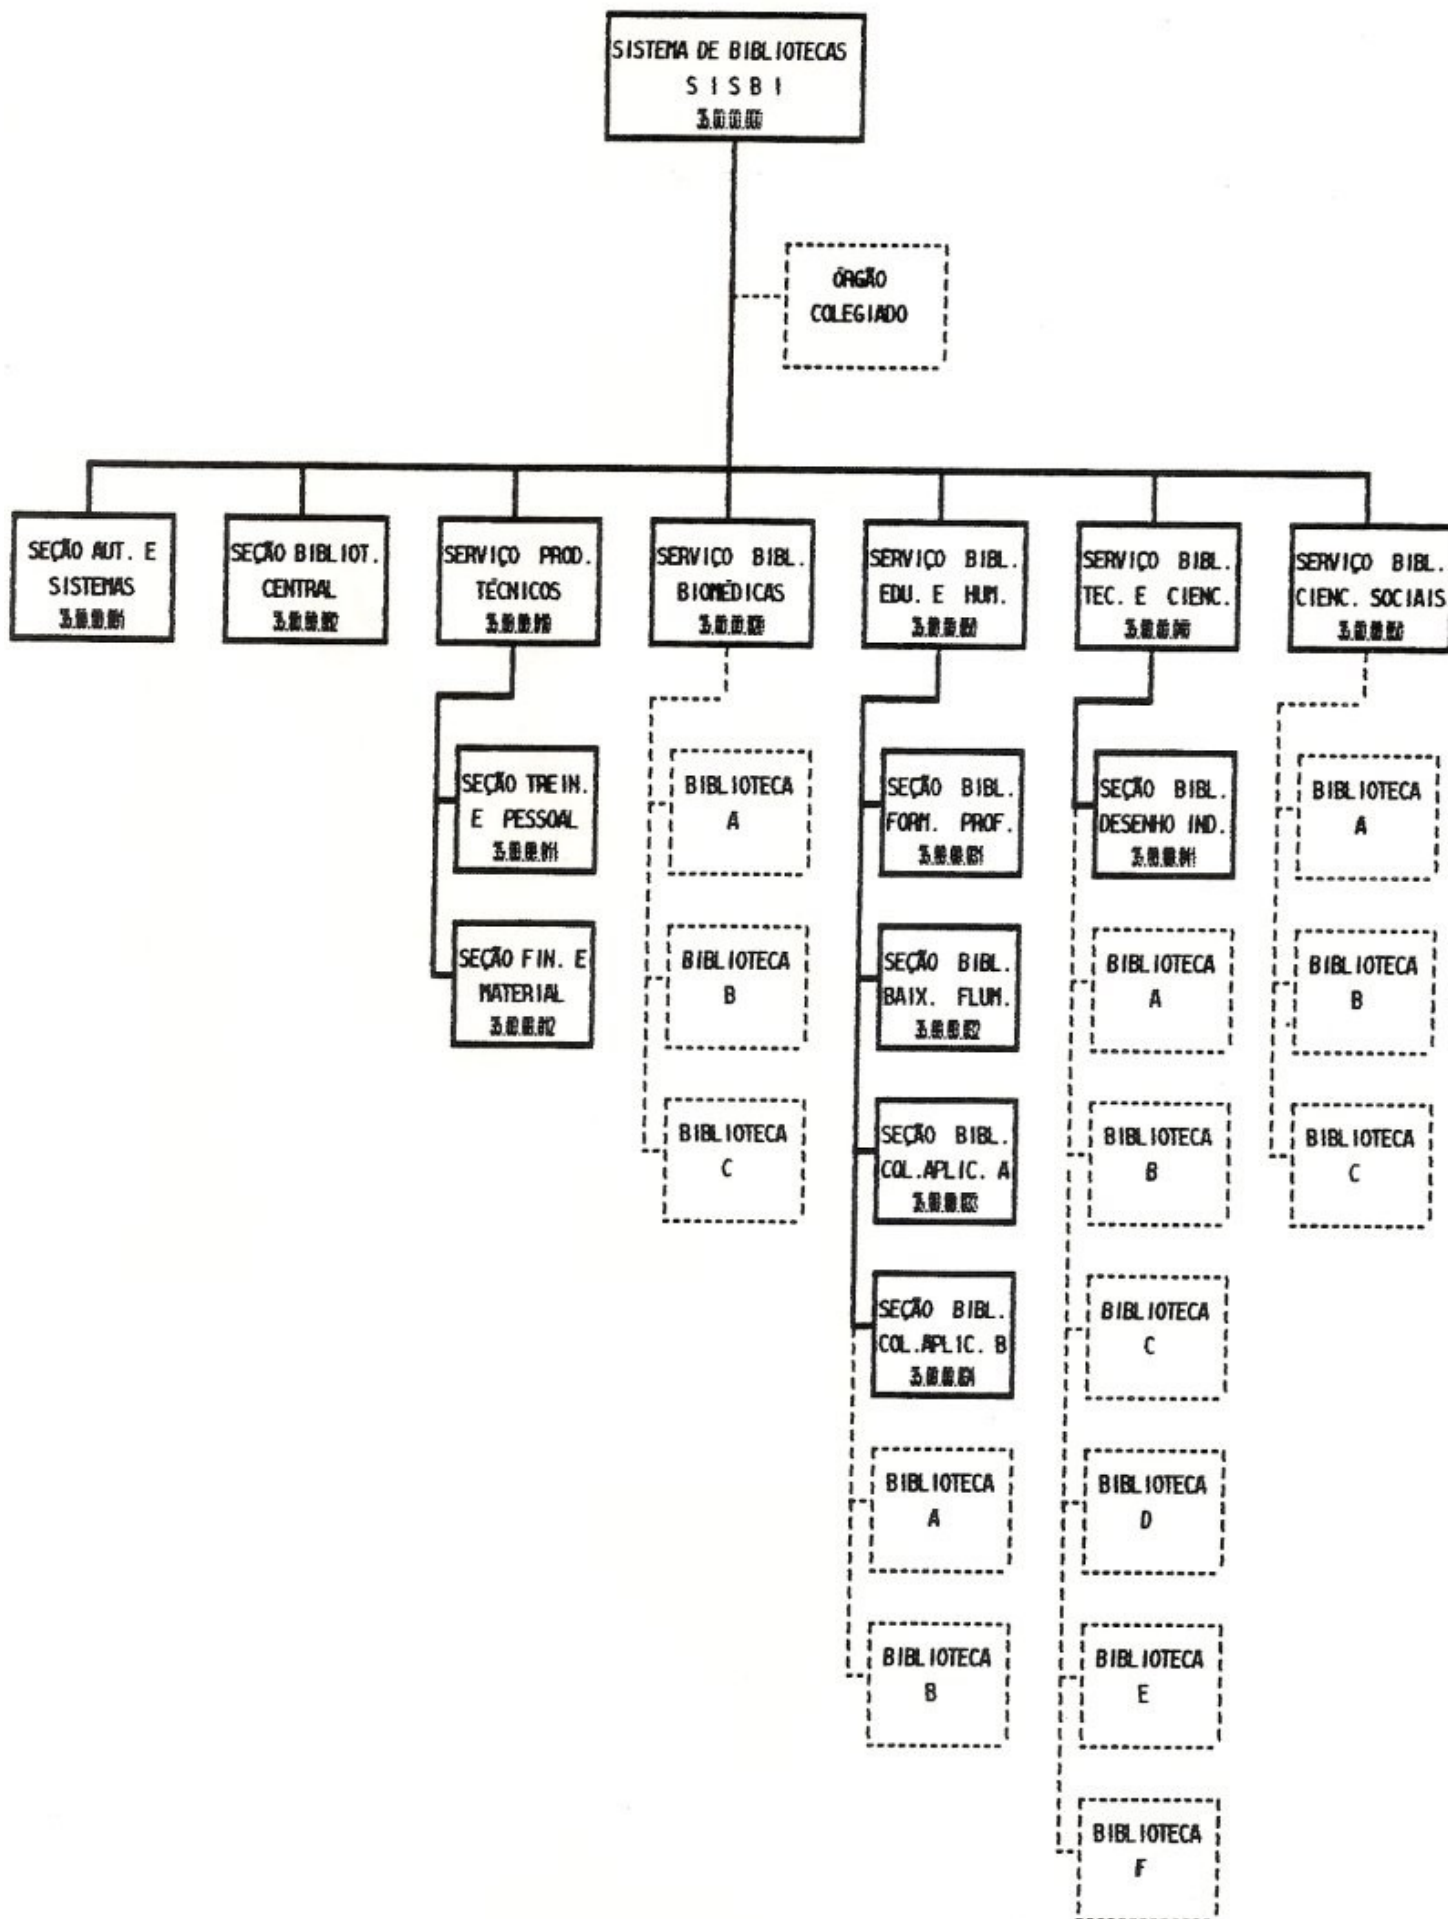 SISTEMA DE BIBLIOTECAS
S I S B I
ÓRGÃO
COLEGIADO
SEÇÃO AUT. E
SISTEMAS
SEÇÃO BIBLIOT.
CENTRAL
SERVIÇO PROD.
TÉCNICOS
SERVIÇO BIBL.
BIOMÉDICAS
SERVIÇO BIBL.
EDU. E HUM.
SERVIÇO BIBL.
TEC. E CIENC.
SERVIÇO BIBL.
CIENC. SOCIAIS
SEÇÃO TREIN.
E PESSOAL
SEÇÃO FIN. E
MATERIAL
BIBLIOTECA
A
BIBLIOTECA
B
BIBLIOTECA
C
SEÇÃO BIBL.
FORM. PROF.
SEÇÃO BIBL.
BAIX. FLUM.
SEÇÃO BIBL.
COL.APLIC. A
SEÇÃO BIBL.
COL.APLIC. B
BIBLIOTECA
A
BIBLIOTECA
B
SEÇÃO BIBL.
DESENHO IND.
BIBLIOTECA
A
BIBLIOTECA
B
BIBLIOTECA
C
BIBLIOTECA
D
BIBLIOTECA
E
BIBLIOTECA
F
BIBLIOTECA
A
BIBLIOTECA
B
BIBLIOTECA
C